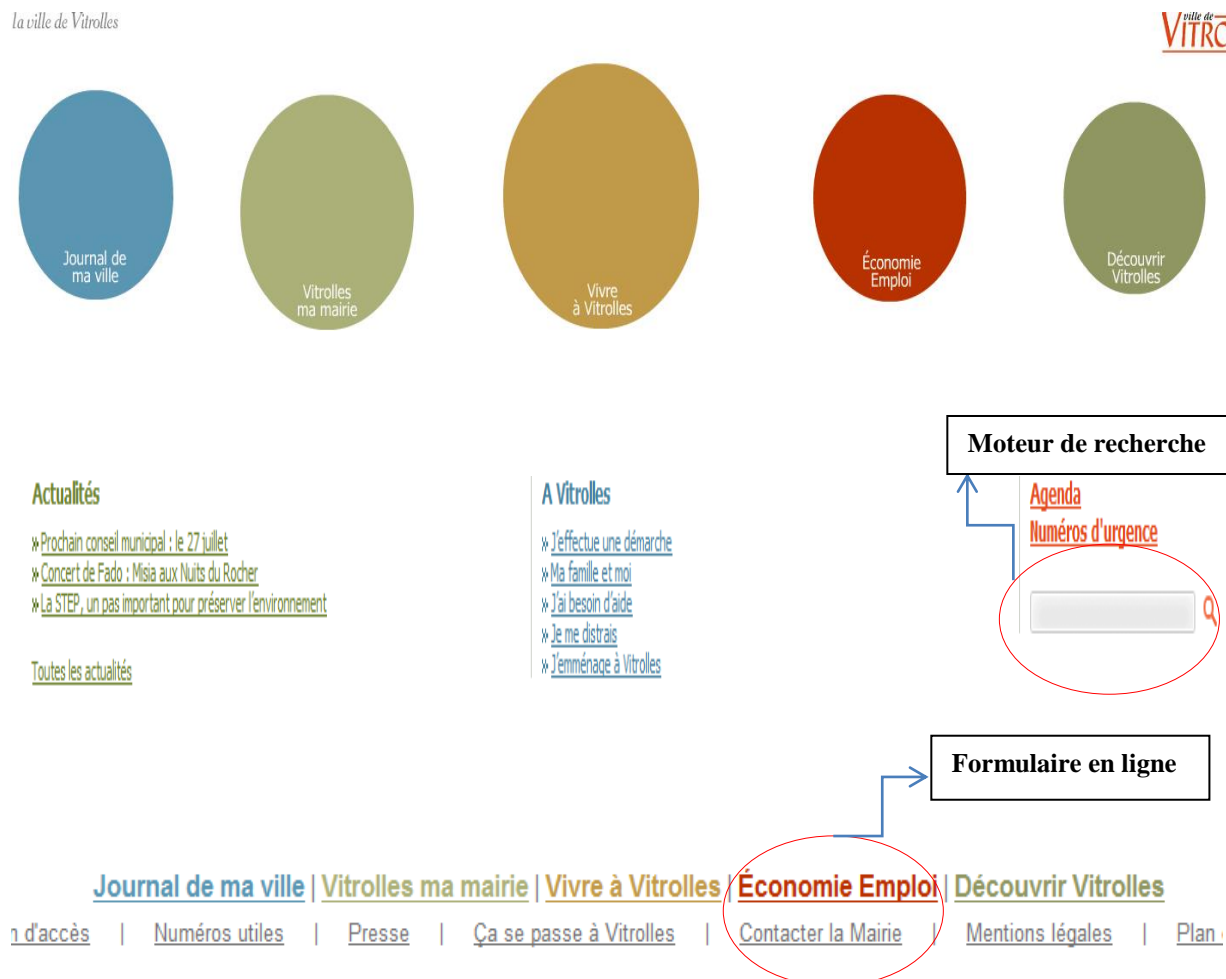 la ville de Vitrolles
ville de
VITRO
Journal de
ma ville
Vitrolles
ma mairie
Vivre
à Vitrolles
Économie
Emploi
Découvrir
Vitrolles
Moteur de recherche
Actualités
» Prochain conseil municipal : le 27 juillet
» Concert de Fado : Misia aux Nuits du Rocher
» La STEP, un pas important pour préserver l'environnement
Toutes les actualités
A Vitrolles
» J'effectue une démarche
» Ma famille et moi
» J'ai besoin d'aide
» Je me distrais
» J'emménage à Vitrolles
Agenda
Numéros d'urgence
Formulaire en ligne
Journal de ma ville | Vitrolles ma mairie | Vivre à Vitrolles | Économie Emploi | Découvrir Vitrolles
n d'accès | Numéros utiles | Presse | Ça se passe à Vitrolles | Contacter la Mairie | Mentions légales | Plan